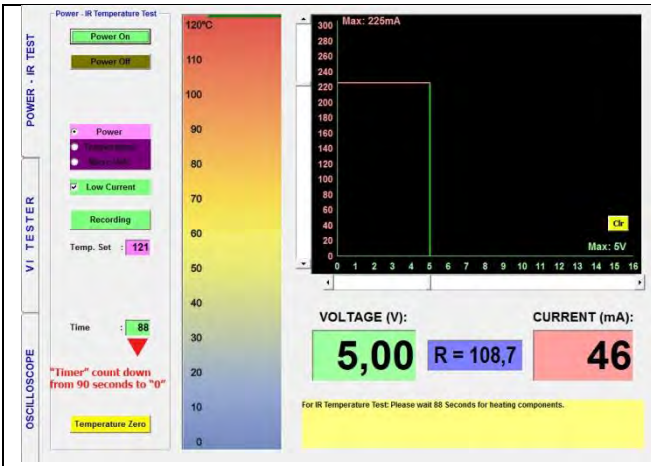 POWER - IR TEST
VI TESTER
OSCILLOSCOPE
Power - IR Temperature Test
Power On
Power Off
Power
Low Current
Recording
Temp. Set : 121
Time : 88
"Timer" count down
from 90 seconds to "0"
Temperature Zero
120°C
110
100
90
80
70
60
50
40
30
20
10
0
Max: 225mA
300
280
260
240
220
200
180
160
140
120
100
80
60
40
20
0
Clr
Max: 5V
0 1 2 3 4 5 6 7 8 9 10 11 12 13 14 15 16
VOLTAGE (V):
CURRENT (mA):
5,00
R = 108,7
46
For IR Temperature Test: Please wait 88 Seconds for heating components.